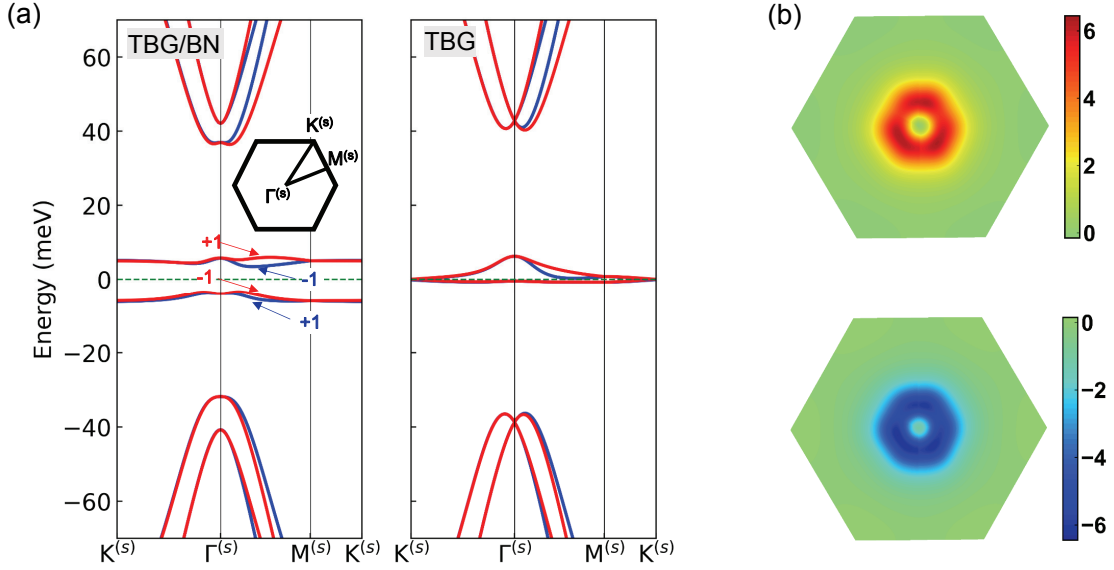 (a)
TBG/BN
TBG
Energy (meV)
60
40
20
0
−20
−40
−60
K(s)
M(s)
Γ(s)
+1
-1
-1
+1
K(s) Γ(s) M(s) K(s)
K(s) Γ(s) M(s) K(s)
(b)
6
4
2
0
0
−2
−4
−6